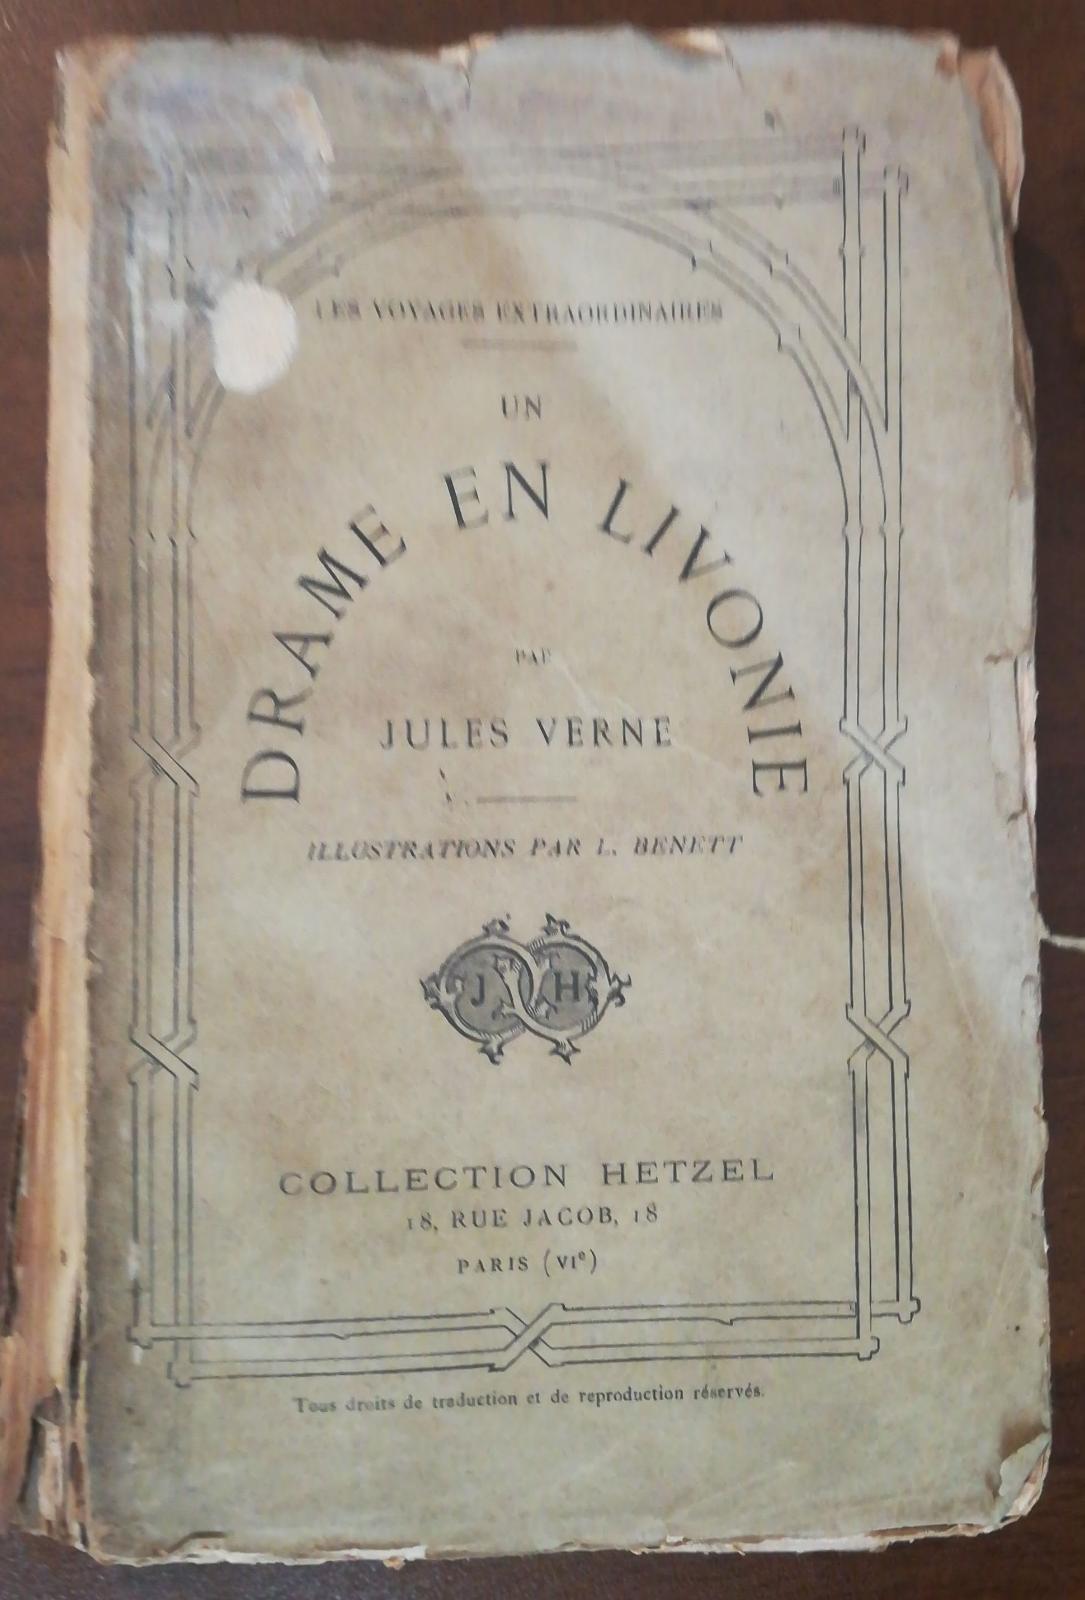 LES VOYAGES EXTRAORDINAIRES
UN
DRAME EN LIVONIE
PAR
JULES VERNE
ILLUSTRATIONS PAR L. BENETT
J H
COLLECTION HETZEL
18, RUE JACOB, 18
PARIS (VIe)
Tous droits de traduction et de reproduction réservés.